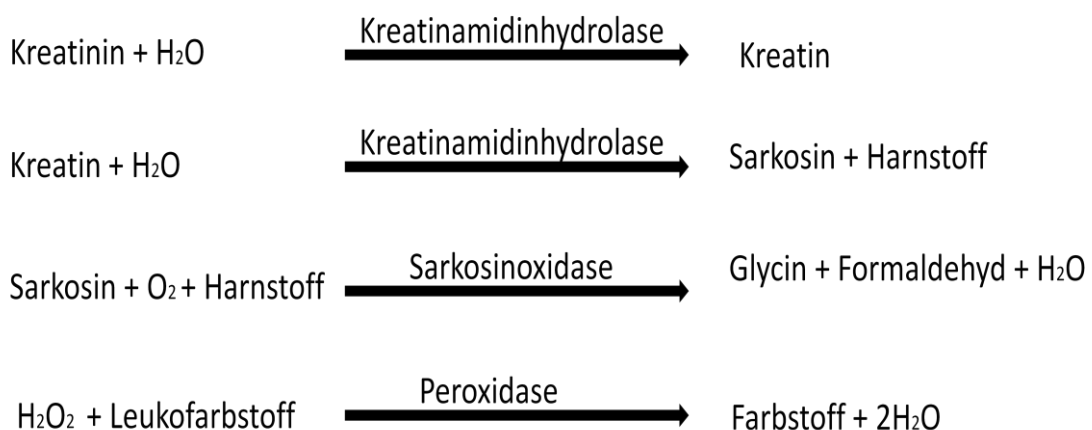 Kreatinin + H₂O Kreatinamidinhydrolase Kreatin
Kreatin + H₂O Kreatinamidinhydrolase Sarkosin + Harnstoff
Sarkosin + O₂ + Harnstoff Sarkosinoxidase Glycin + Formaldehyd + H₂O
H₂O₂ + Leukofarbstoff Peroxidase Farbstoff + 2H₂O